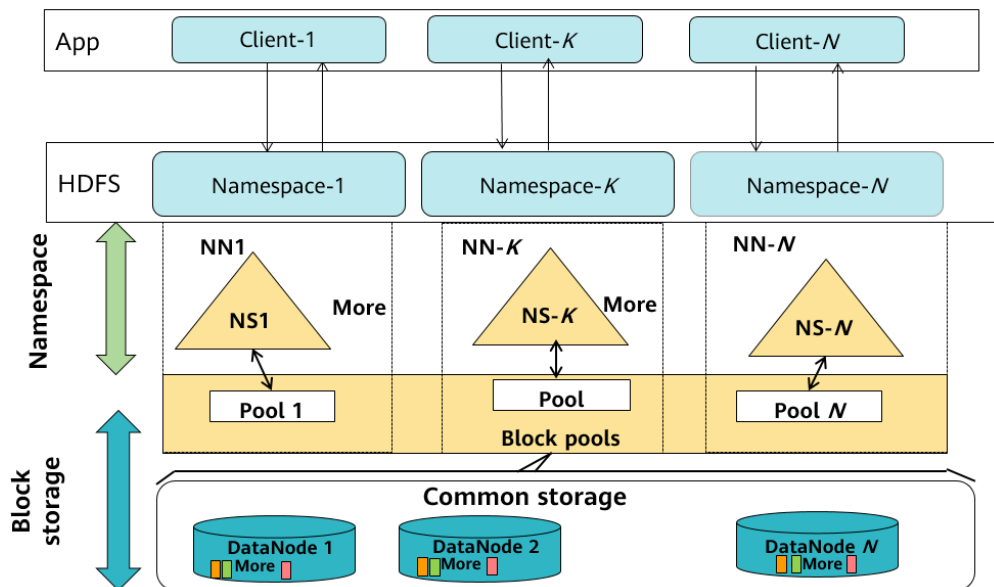 App
Client-1
Client-K
Client-N
HDFS
Namespace-1
Namespace-K
Namespace-N
Namespace
NN1
NN-K
NN-N
NS1
More
NS-K
More
NS-N
Pool 1
Pool
Pool N
Block pools
Block
storage
Common storage
DataNode 1
More
DataNode 2
More
DataNode N
More